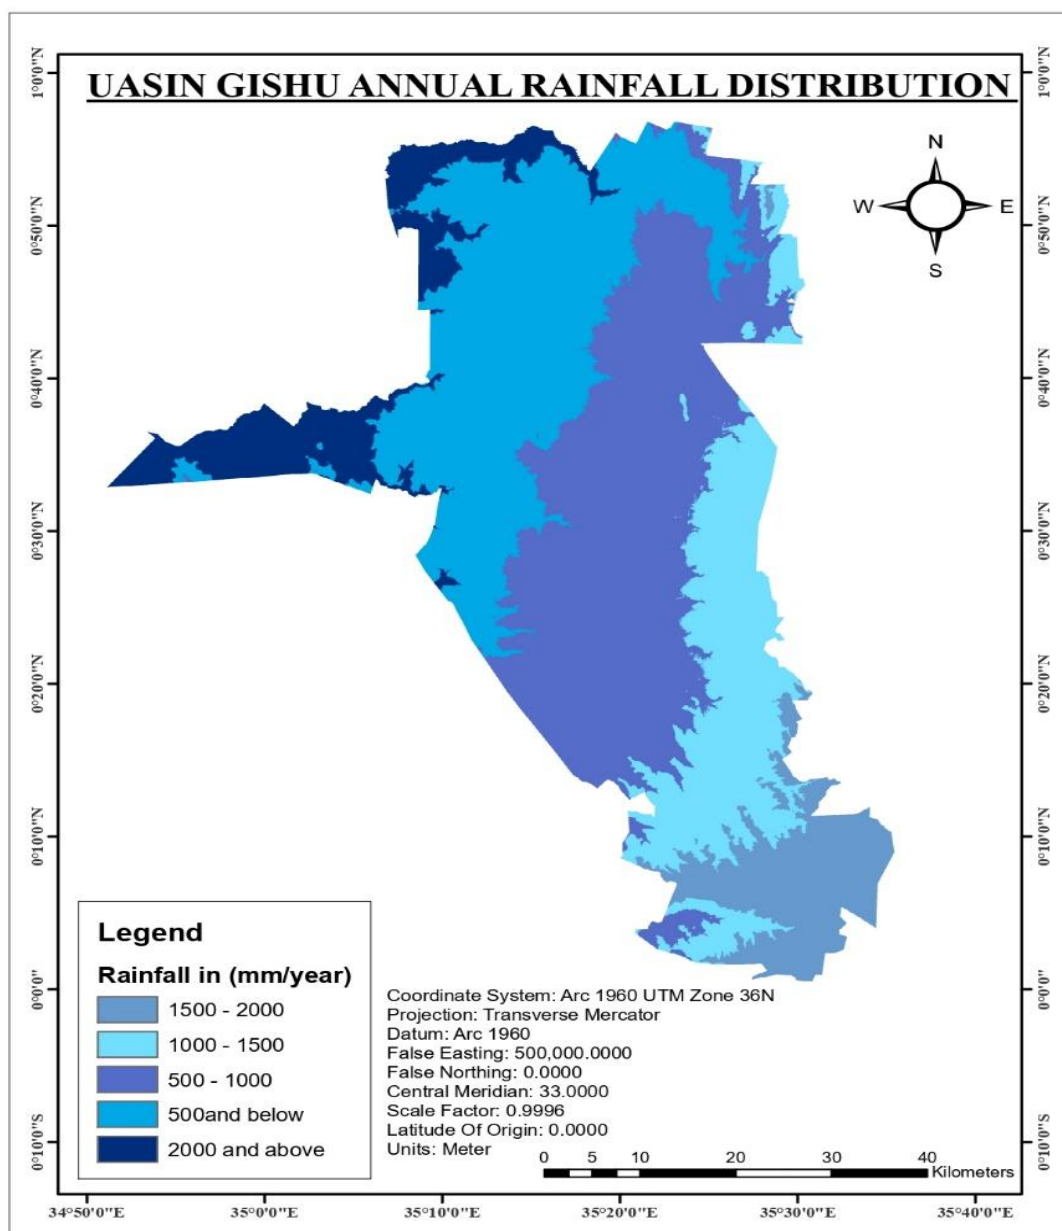 UASIN GISHU ANNUAL RAINFALL DISTRIBUTION
N
W
E
S
1°0'0"N
0°50'0"N
0°40'0"N
0°30'0"N
0°20'0"N
0°10'0"N
0°0'0"
0°10'0"S
1°0'0"N
0°50'0"N
0°40'0"N
0°30'0"N
0°20'0"N
0°10'0"N
0°0'0"
0°10'0"S
Legend
Rainfall in (mm/year)
1500 - 2000
1000 - 1500
500 - 1000
500and below
2000 and above
Coordinate System: Arc 1960 UTM Zone 36N
Projection: Transverse Mercator
Datum: Arc 1960
False Easting: 500,000.0000
False Northing: 0.0000
Central Meridian: 33.0000
Scale Factor: 0.9996
Latitude Of Origin: 0.0000
Units: Meter
0 5 10 20 30 40
Kilometers
34°50'0"E 35°0'0"E 35°10'0"E 35°20'0"E 35°30'0"E 35°40'0"E